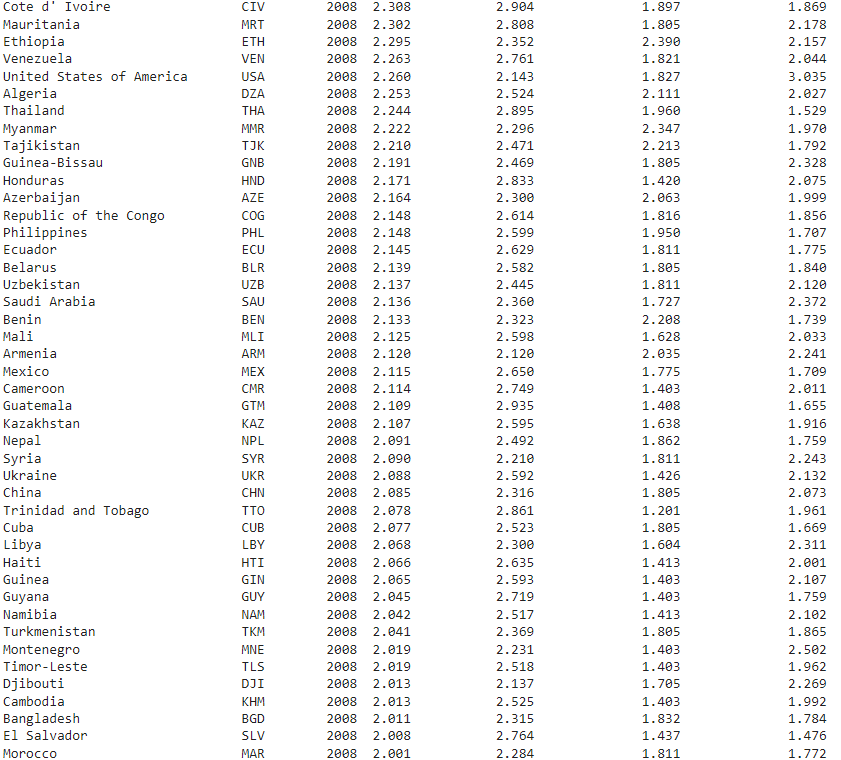 Cote d' Ivoire CIV 2008 2.308 2.904 1.897 1.869
Mauritania MRT 2008 2.302 2.808 1.805 2.178
Ethiopia ETH 2008 2.295 2.352 2.390 2.157
Venezuela VEN 2008 2.263 2.761 1.821 2.044
United States of America USA 2008 2.260 2.143 1.827 3.035
Algeria DZA 2008 2.253 2.524 2.111 2.027
Thailand THA 2008 2.244 2.895 1.960 1.529
Myanmar MMR 2008 2.222 2.296 2.347 1.970
Tajikistan TJK 2008 2.210 2.471 2.213 1.792
Guinea-Bissau GNB 2008 2.191 2.469 1.805 2.328
Honduras HND 2008 2.171 2.833 1.420 2.075
Azerbaijan AZE 2008 2.164 2.300 2.063 1.999
Republic of the Congo COG 2008 2.148 2.614 1.816 1.856
Philippines PHL 2008 2.148 2.599 1.950 1.707
Ecuador ECU 2008 2.145 2.629 1.811 1.775
Belarus BLR 2008 2.139 2.582 1.805 1.840
Uzbekistan UZB 2008 2.137 2.445 1.811 2.120
Saudi Arabia SAU 2008 2.136 2.360 1.727 2.372
Benin BEN 2008 2.133 2.323 2.208 1.739
Mali MLI 2008 2.125 2.598 1.628 2.033
Armenia ARM 2008 2.120 2.120 2.035 2.241
Mexico MEX 2008 2.115 2.650 1.775 1.709
Cameroon CMR 2008 2.114 2.749 1.403 2.011
Guatemala GTM 2008 2.109 2.935 1.408 1.655
Kazakhstan KAZ 2008 2.107 2.595 1.638 1.916
Nepal NPL 2008 2.091 2.492 1.862 1.759
Syria SYR 2008 2.090 2.210 1.811 2.243
Ukraine UKR 2008 2.088 2.592 1.426 2.132
China CHN 2008 2.085 2.316 1.805 2.073
Trinidad and Tobago TTO 2008 2.078 2.861 1.201 1.961
Cuba CUB 2008 2.077 2.523 1.805 1.669
Libya LBY 2008 2.068 2.300 1.604 2.311
Haiti HTI 2008 2.066 2.635 1.413 2.001
Guinea GIN 2008 2.065 2.593 1.403 2.107
Guyana GUY 2008 2.045 2.719 1.403 1.759
Namibia NAM 2008 2.042 2.517 1.413 2.102
Turkmenistan TKM 2008 2.041 2.369 1.805 1.865
Montenegro MNE 2008 2.019 2.231 1.403 2.502
Timor-Leste TLS 2008 2.019 2.518 1.403 1.962
Djibouti DJI 2008 2.013 2.137 1.705 2.269
Cambodia KHM 2008 2.013 2.525 1.403 1.992
Bangladesh BGD 2008 2.011 2.315 1.832 1.784
El Salvador SLV 2008 2.008 2.764 1.437 1.476
Morocco MAR 2008 2.001 2.284 1.811 1.772